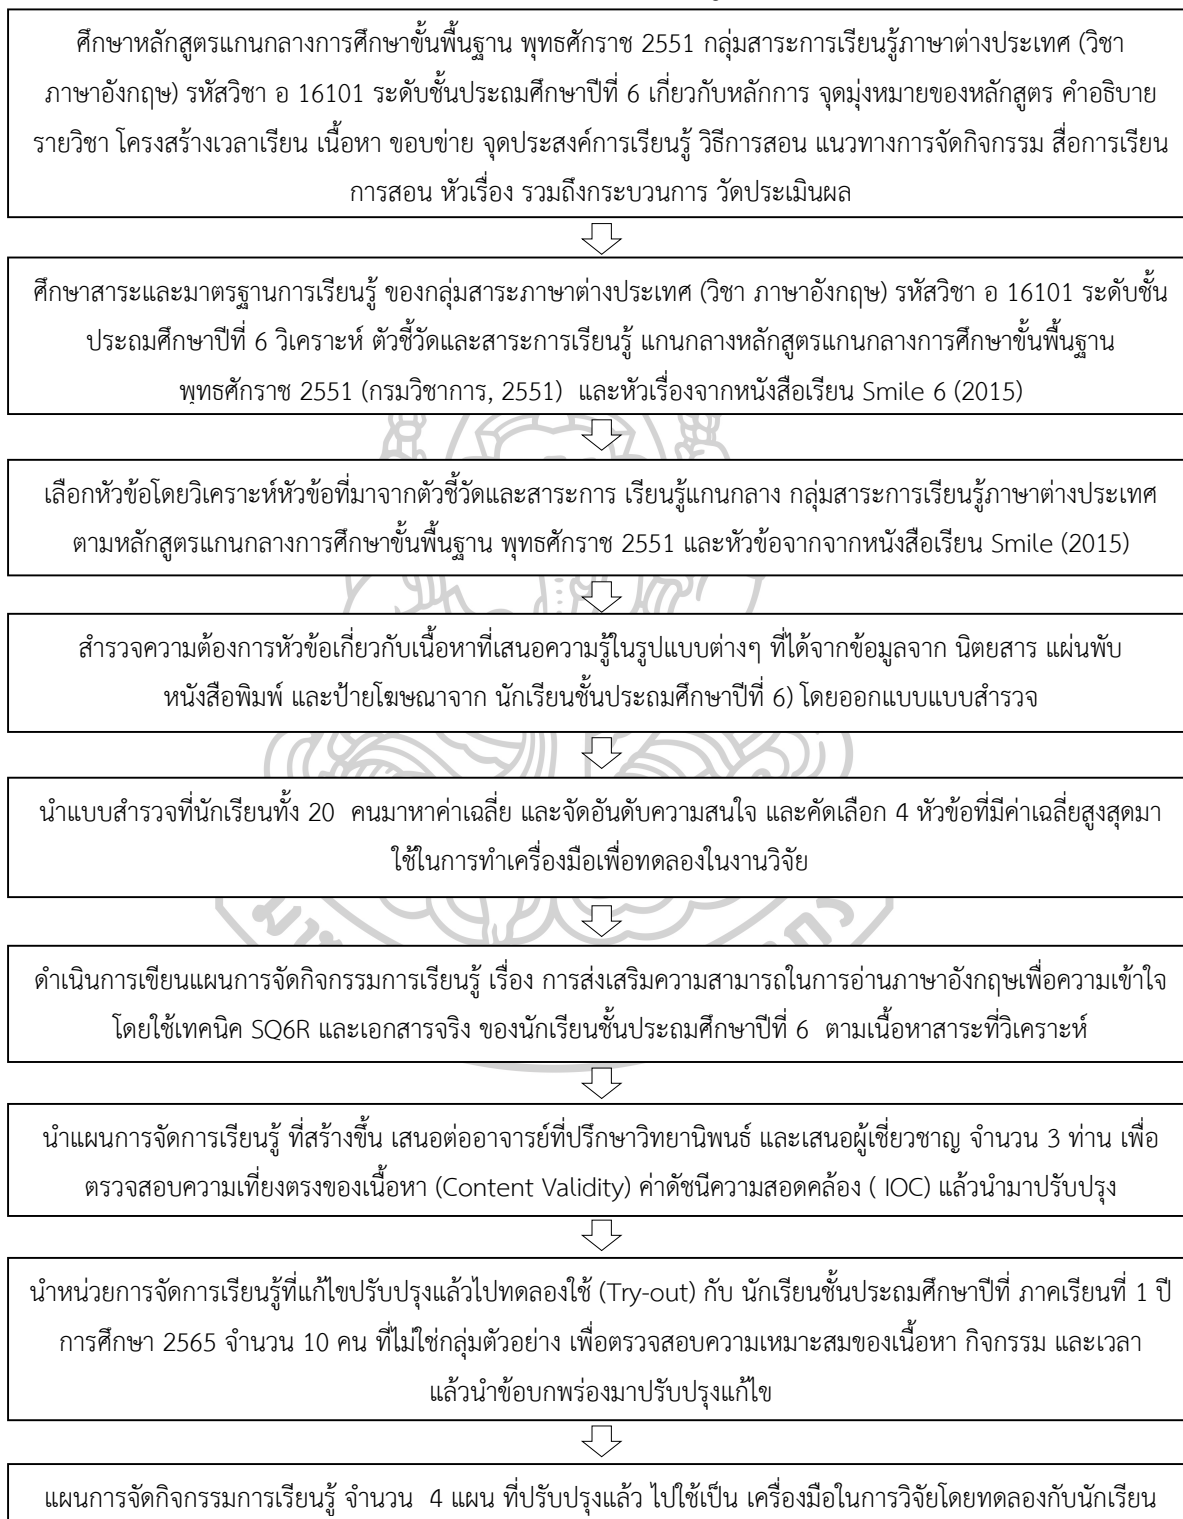 ศึกษาหลักสูตรแกนกลางการศึกษาขั้นพื้นฐาน พุทธศักราช 2551 กลุ่มสาระการเรียนรู้ภาษาต่างประเทศ (วิชา
ภาษาอังกฤษ) รหัสวิชา อ 16101 ระดับชั้นประถมศึกษาปีที่ 6 เกี่ยวกับหลักการ จุดมุ่งหมายของหลักสูตร คำอธิบาย
รายวิชา โครงสร้างเวลาเรียน เนื้อหา ขอบข่าย จุดประสงค์การเรียนรู้ วิธีการสอน แนวทางการจัดกิจกรรม สื่อการเรียน
การสอน หัวเรื่อง รวมถึงกระบวนการ วัดประเมินผล
ศึกษาสาระและมาตรฐานการเรียนรู้ ของกลุ่มสาระภาษาต่างประเทศ (วิชา ภาษาอังกฤษ) รหัสวิชา อ 16101 ระดับชั้น
ประถมศึกษาปีที่ 6 วิเคราะห์ ตัวชี้วัดและสาระการเรียนรู้ แกนกลางหลักสูตรแกนกลางการศึกษาขั้นพื้นฐาน
พุทธศักราช 2551 (กรมวิชาการ, 2551)  และหัวเรื่องจากหนังสือเรียน Smile 6 (2015)
เลือกหัวข้อโดยวิเคราะห์หัวข้อที่มาจากตัวชี้วัดและสาระการ เรียนรู้แกนกลาง กลุ่มสาระการเรียนรู้ภาษาต่างประเทศ
ตามหลักสูตรแกนกลางการศึกษาขั้นพื้นฐาน พุทธศักราช 2551 และหัวข้อจากจากหนังสือเรียน Smile (2015)
สำรวจความต้องการหัวข้อเกี่ยวกับเนื้อหาที่เสนอความรู้ในรูปแบบต่างๆ ที่ได้จากข้อมูลจาก นิตยสาร แผ่นพับ
หนังสือพิมพ์ และป้ายโฆษณาจาก นักเรียนชั้นประถมศึกษาปีที่ 6) โดยออกแบบแบบสำรวจ
นำแบบสำรวจที่นักเรียนทั้ง 20  คนมาหาค่าเฉลี่ย และจัดอันดับความสนใจ และคัดเลือก 4 หัวข้อที่มีค่าเฉลี่ยสูงสุดมา
ใช้ในการทำเครื่องมือเพื่อทดลองในงานวิจัย
ดำเนินการเขียนแผนการจัดกิจกรรมการเรียนรู้ เรื่อง การส่งเสริมความสามารถในการอ่านภาษาอังกฤษเพื่อความเข้าใจ
โดยใช้เทคนิค SQ6R และเอกสารจริง ของนักเรียนชั้นประถมศึกษาปีที่ 6  ตามเนื้อหาสาระที่วิเคราะห์
นำแผนการจัดการเรียนรู้ ที่สร้างขึ้น เสนอต่ออาจารย์ที่ปรึกษาวิทยานิพนธ์ และเสนอผู้เชี่ยวชาญ จำนวน 3 ท่าน เพื่อ
ตรวจสอบความเที่ยงตรงของเนื้อหา (Content Validity) ค่าดัชนีความสอดคล้อง ( IOC) แล้วนำมาปรับปรุง
นำหน่วยการจัดการเรียนรู้ที่แก้ไขปรับปรุงแล้วไปทดลองใช้ (Try-out) กับ นักเรียนชั้นประถมศึกษาปีที่ ภาคเรียนที่ 1 ปี
การศึกษา 2565 จำนวน 10 คน ที่ไม่ใช่กลุ่มตัวอย่าง เพื่อตรวจสอบความเหมาะสมของเนื้อหา กิจกรรม และเวลา
แล้วนำข้อบกพร่องมาปรับปรุงแก้ไข
แผนการจัดกิจกรรมการเรียนรู้ จำนวน  4 แผน ที่ปรับปรุงแล้ว ไปใช้เป็น เครื่องมือในการวิจัยโดยทดลองกับนักเรียน